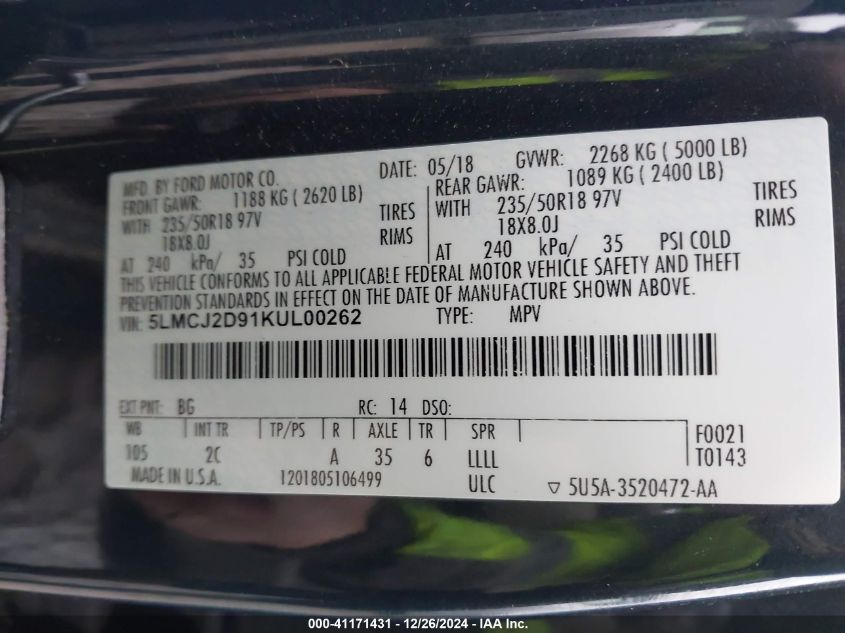 MFD. BY FORD MOTOR CO. DATE: 05/18 GVWR: 2268 KG ( 5000 LB)
FRONT GAWR: 1188 KG ( 2620 LB) REAR GAWR: 1089 KG ( 2400 LB)
WITH 235/50R18 97V TIRES WITH 235/50R18 97V TIRES
18X8.0J RIMS 18X8.0J RIMS
AT 240 kPa/ 35 PSI COLD AT 240 kPa/ 35 PSI COLD
THIS VEHICLE CONFORMS TO ALL APPLICABLE FEDERAL MOTOR VEHICLE SAFETY AND THEFT
PREVENTION STANDARDS IN EFFECT ON THE DATE OF MANUFACTURE SHOWN ABOVE.
VIN: 5LMCJ2D91KUL00262 TYPE: MPV
EXT PNT: BG RC: 14 DSO:
WB INT TR TP/PS R AXLE TR SPR F0021
105 2C A 35 6 LLLL T0143
MADE IN U.S.A. 1201805106499 ULC ▽ 5U5A-3520472-AA
000-41171431 - 12/26/2024 - IAA Inc.